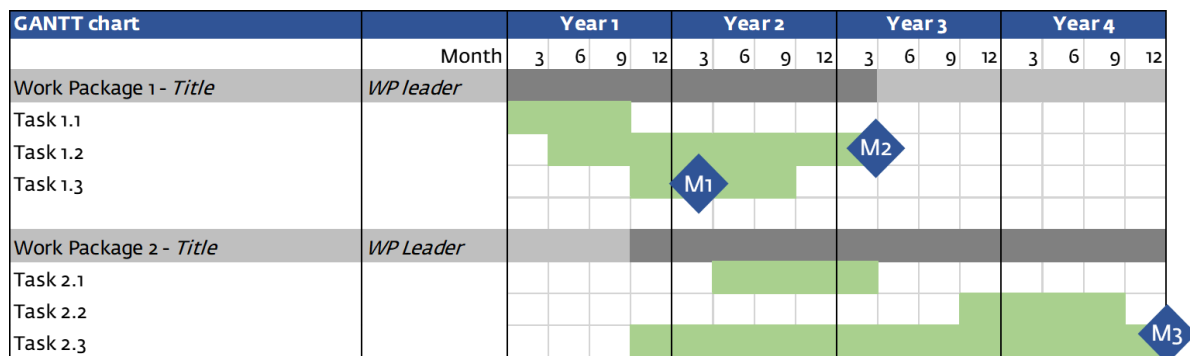 GANTT chart Year 1 Year 2 Year 3 Year 4
Month 3 6 9 12 3 6 9 12 3 6 9 12 3 6 9 12
Work Package 1 - Title WP leader
Task 1.1
Task 1.2 M2
Task 1.3 M1
Work Package 2 - Title WP Leader
Task 2.1
Task 2.2
Task 2.3 M3